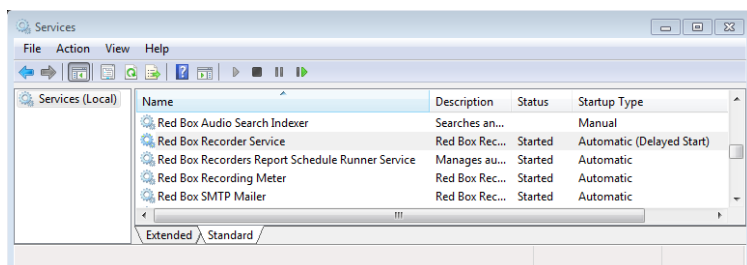 Services
File Action View Help
Services (Local)
Name Description Status Startup Type
Red Box Audio Search Indexer Searches an... Manual
Red Box Recorder Service Red Box Rec... Started Automatic (Delayed Start)
Red Box Recorders Report Schedule Runner Service Manages au... Started Automatic
Red Box Recording Meter Red Box Rec... Started Automatic
Red Box SMTP Mailer Red Box Rec... Started Automatic
Extended Standard